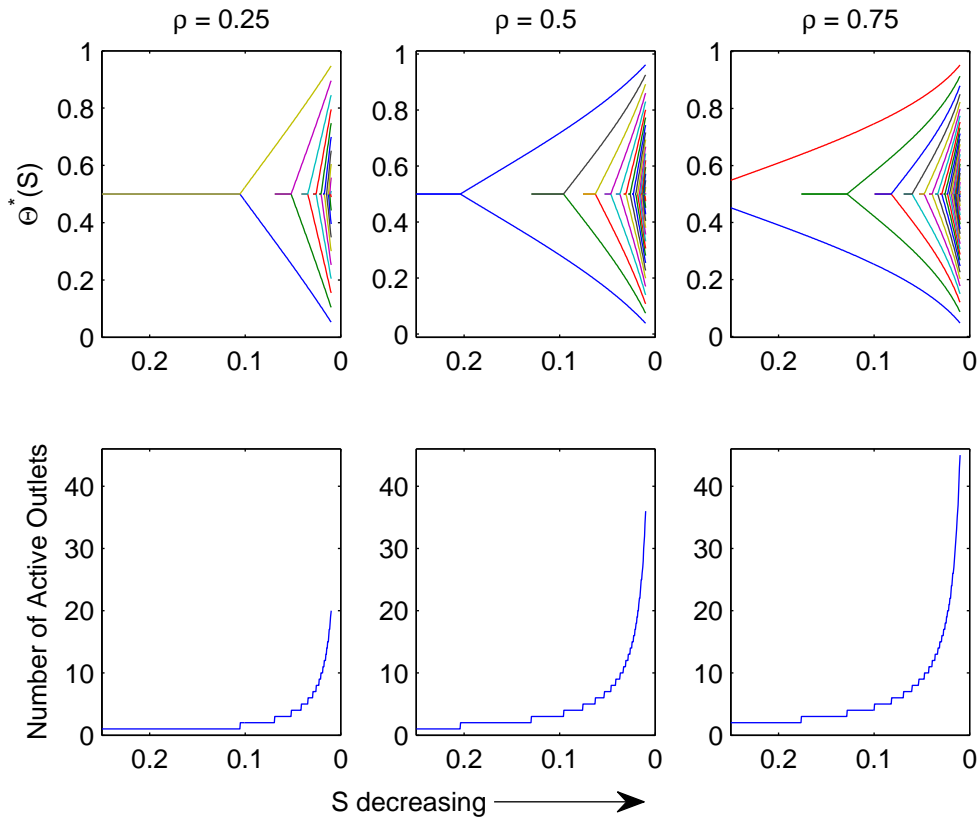 ρ = 0.25 ρ = 0.5 ρ = 0.75
Θ*(S)
1 1 1
0.8 0.8 0.8
0.6 0.6 0.6
0.4 0.4 0.4
0.2 0.2 0.2
0 0 0
0.2 0.1 0 0.2 0.1 0 0.2 0.1 0
Number of Active Outlets
40 40 40
30 30 30
20 20 20
10 10 10
0 0 0
0.2 0.1 0 0.2 0.1 0 0.2 0.1 0
S decreasing